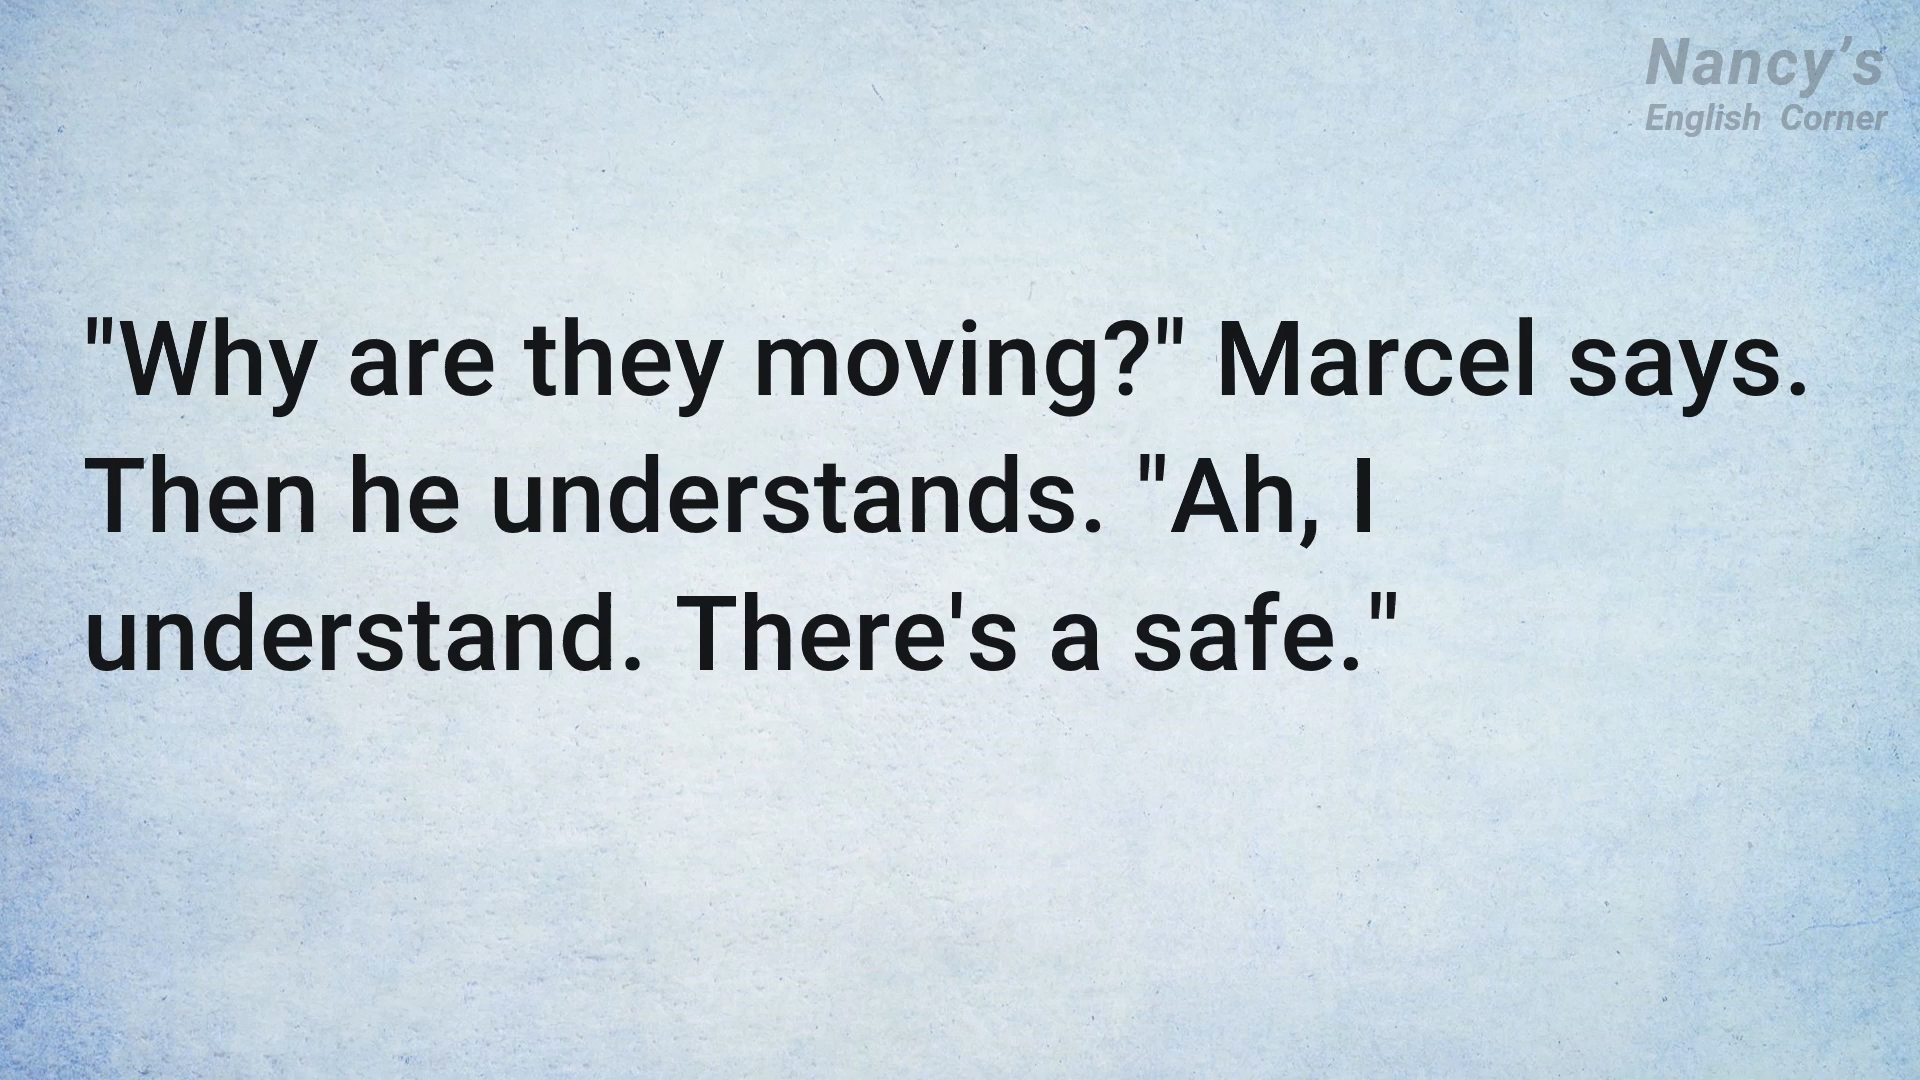 Nancy’s
English Corner
"Why are they moving?" Marcel says.
Then he understands. "Ah, I
understand. There's a safe."